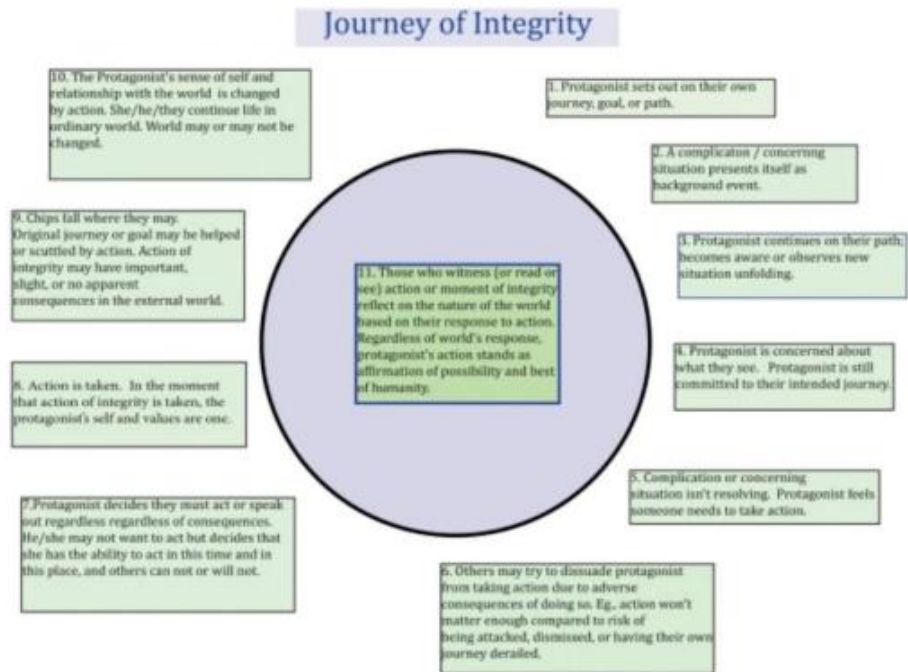 Journey of Integrity
1. Protagonist sets out on their own
journey, goal, or path.
2. A complicaton / concerng
situation presents itself as
background event.
3. Protagonist continues on their path;
becomes aware or observes new
situation unfolding.
4. Protagonist is concerned about
what they see. Protagonist is still
committed to their intended journey.
5. Complication or concerning
situation isn't resolving. Protagonist feels
someone needs to take action.
6. Others may try to dissuade protagonist
from taking action due to adverse
consequences of doing so. Eg., action won't
matter enough compared to risk of
being attacked, dismissed, or having their own
journey derailed.
7.Protagonist decides they must act or speak
out regardless regardless of consequences.
He/she may not want to act but decides that
she has the ability to act in this time and in
this place, and others can not or will not.
8. Action is taken. In the moment
that action of integrity is taken, the
protagonist's self and values are one.
9. Chips fall where they may.
Original journey or goal may be helped
or scuttled by action. Action of
integrity may have important,
slight, or no apparent
consequences in the external world.
10. The Protagonist's sense of self and
relationship with the world is changed
by action. She/he/they continue life in
ordinary world. World may or may not be
changed.
11. Those who witness (or read or
see) action or moment of integrity
reflect on the nature of the world
based on their response to action.
Regardless of world's response,
protagonist's action stands as
affirmation of possibility and best
of humanity.